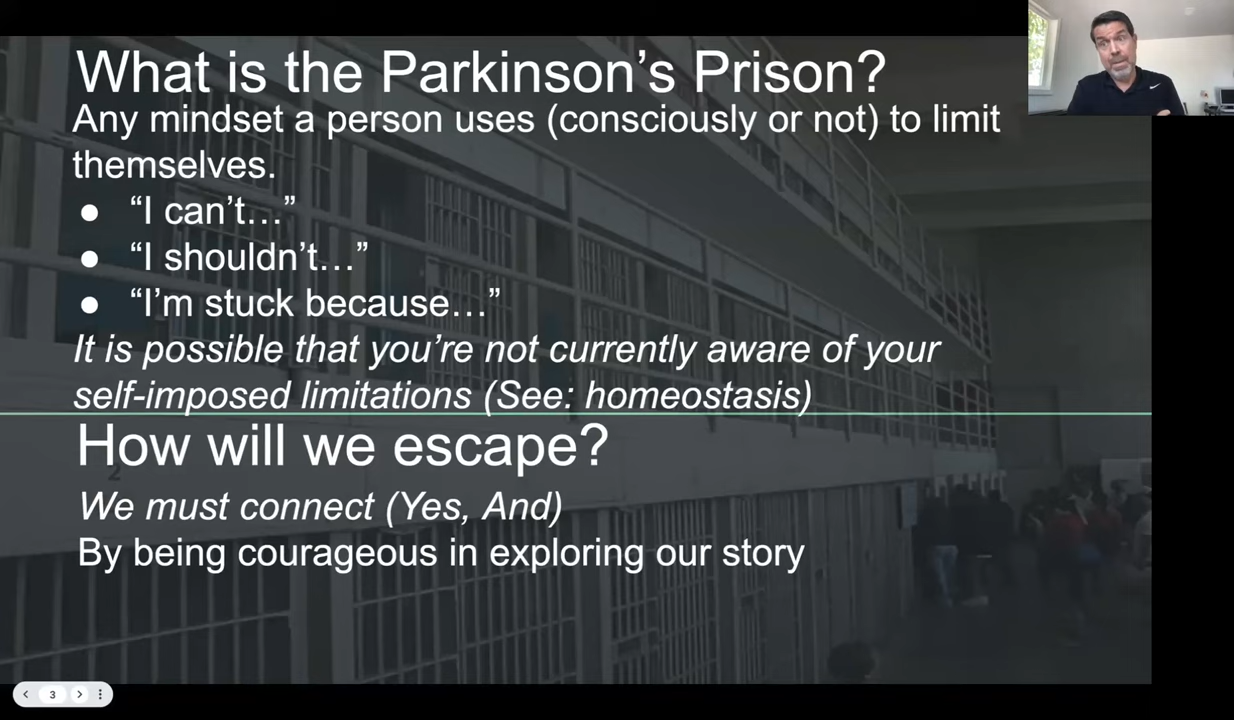 What is the Parkinson’s Prison?
Any mindset a person uses (consciously or not) to limit
themselves.
● “I can’t…”
● “I shouldn’t…”
● “I’m stuck because…”
It is possible that you’re not currently aware of your
self-imposed limitations (See: homeostasis)
How will we escape?
2
We must connect (Yes, And)
By being courageous in exploring our story
3